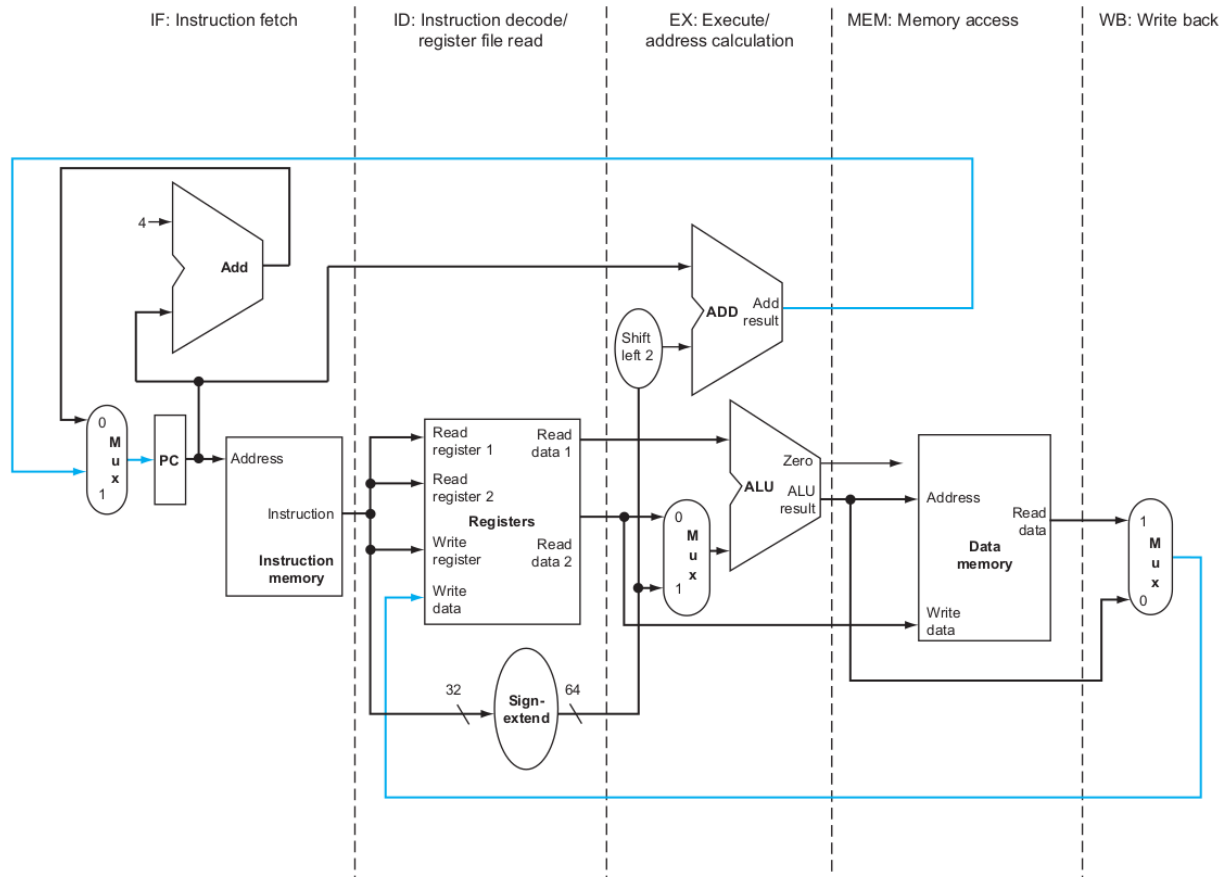 IF: Instruction fetch
ID: Instruction decode/
register file read
EX: Execute/
address calculation
MEM: Memory access
WB: Write back
4
Add
ADD
Add
result
Shift
left 2
0
M
u
x
1
PC
Address
Instruction
Instruction
memory
Read
register 1
Read
register 2
Write
register
Write
data
Registers
Read
data 1
Read
data 2
0
M
u
x
1
Zero
ALU
ALU
result
Address
Read
data
Data
memory
Write
data
1
M
u
x
0
32
Sign-
extend
64